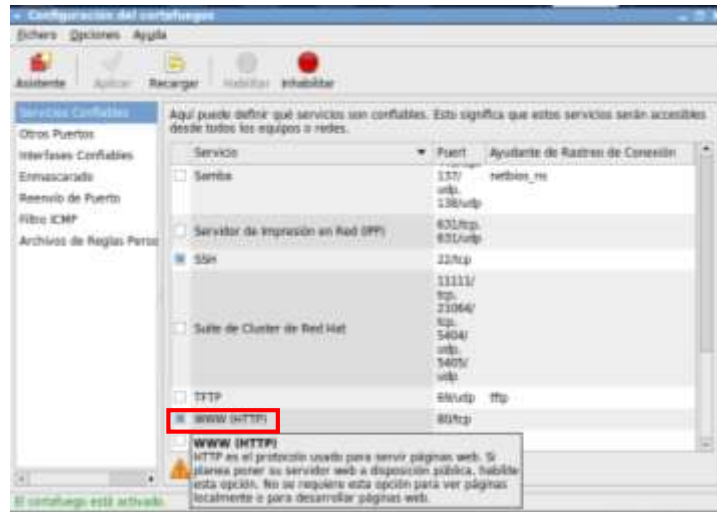 Configuración del cortafuegos
Fichero Opciones Ayuda
Asistente Aplicar Recargar Habilitar Inhabilitar
Servicios Confiables
Otros Puertos
Interfases Confiables
Enmascarado
Reenvío de Puerto
Filtro ICMP
Archivos de Reglas Perso
Aquí puede definir qué servicios son confiables. Esto significa que estos servicios serán accesibles
desde todos los equipos o redes.
Servicio Puert Ayudante de Rastreo de Conexión
Samba 137/ netbios_ns
udp,
138/udp
Servidor de Impresión en Red (IPP) 631/tcp,
631/udp
SSH 22/tcp
11111/
tcp,
21064/
tcp,
Suite de Cluster de Red Hat 5404/
udp,
5405/
udp
TFTP 69/udp tftp
WWW (HTTP) 80/tcp
WWW (HTTP)
HTTP es el protocolo usado para servir páginas web. Si
planea poner su servidor web a disposición pública, habilite
esta opción. No se requiere esta opción para ver páginas
localmente o para desarrollar páginas web.
El cortafuego está activado.